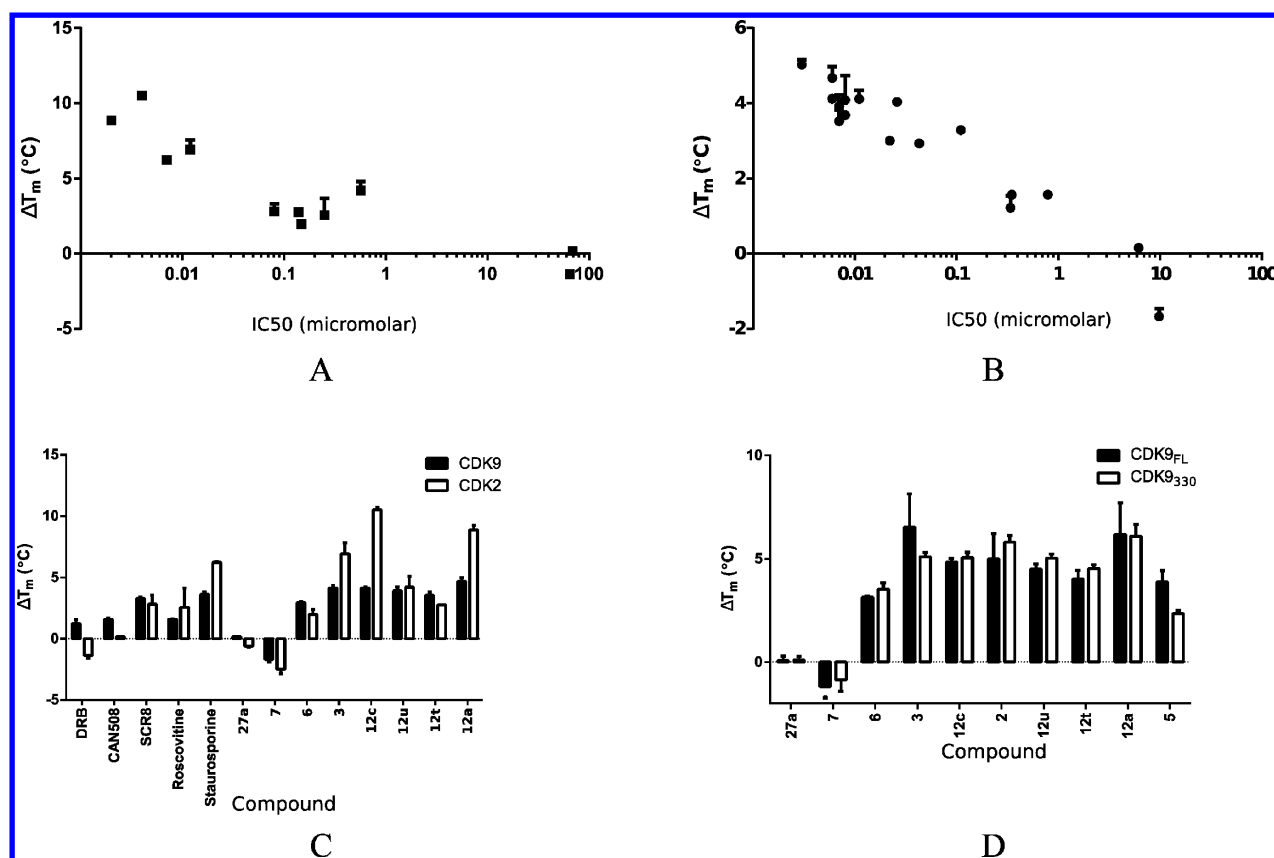 15
10
5
0
-5
ΔTm (°C)
0.01
0.1
1
10
100
IC50 (micromolar)
A
6
4
2
0
-2
ΔTm (°C)
0.01
0.1
1
10
100
IC50 (micromolar)
B
15
10
5
0
-5
ΔTm (°C)
CDK9
CDK2
DRB
CAN508
SCR8
Roscovitine
Staurosporine
27a
7
6
3
12c
12u
12t
12a
Compound
C
10
5
0
ΔTm (°C)
CDK9FL
CDK9330
27a
7
6
3
12c
2
12u
12t
12a
5
Compound
D